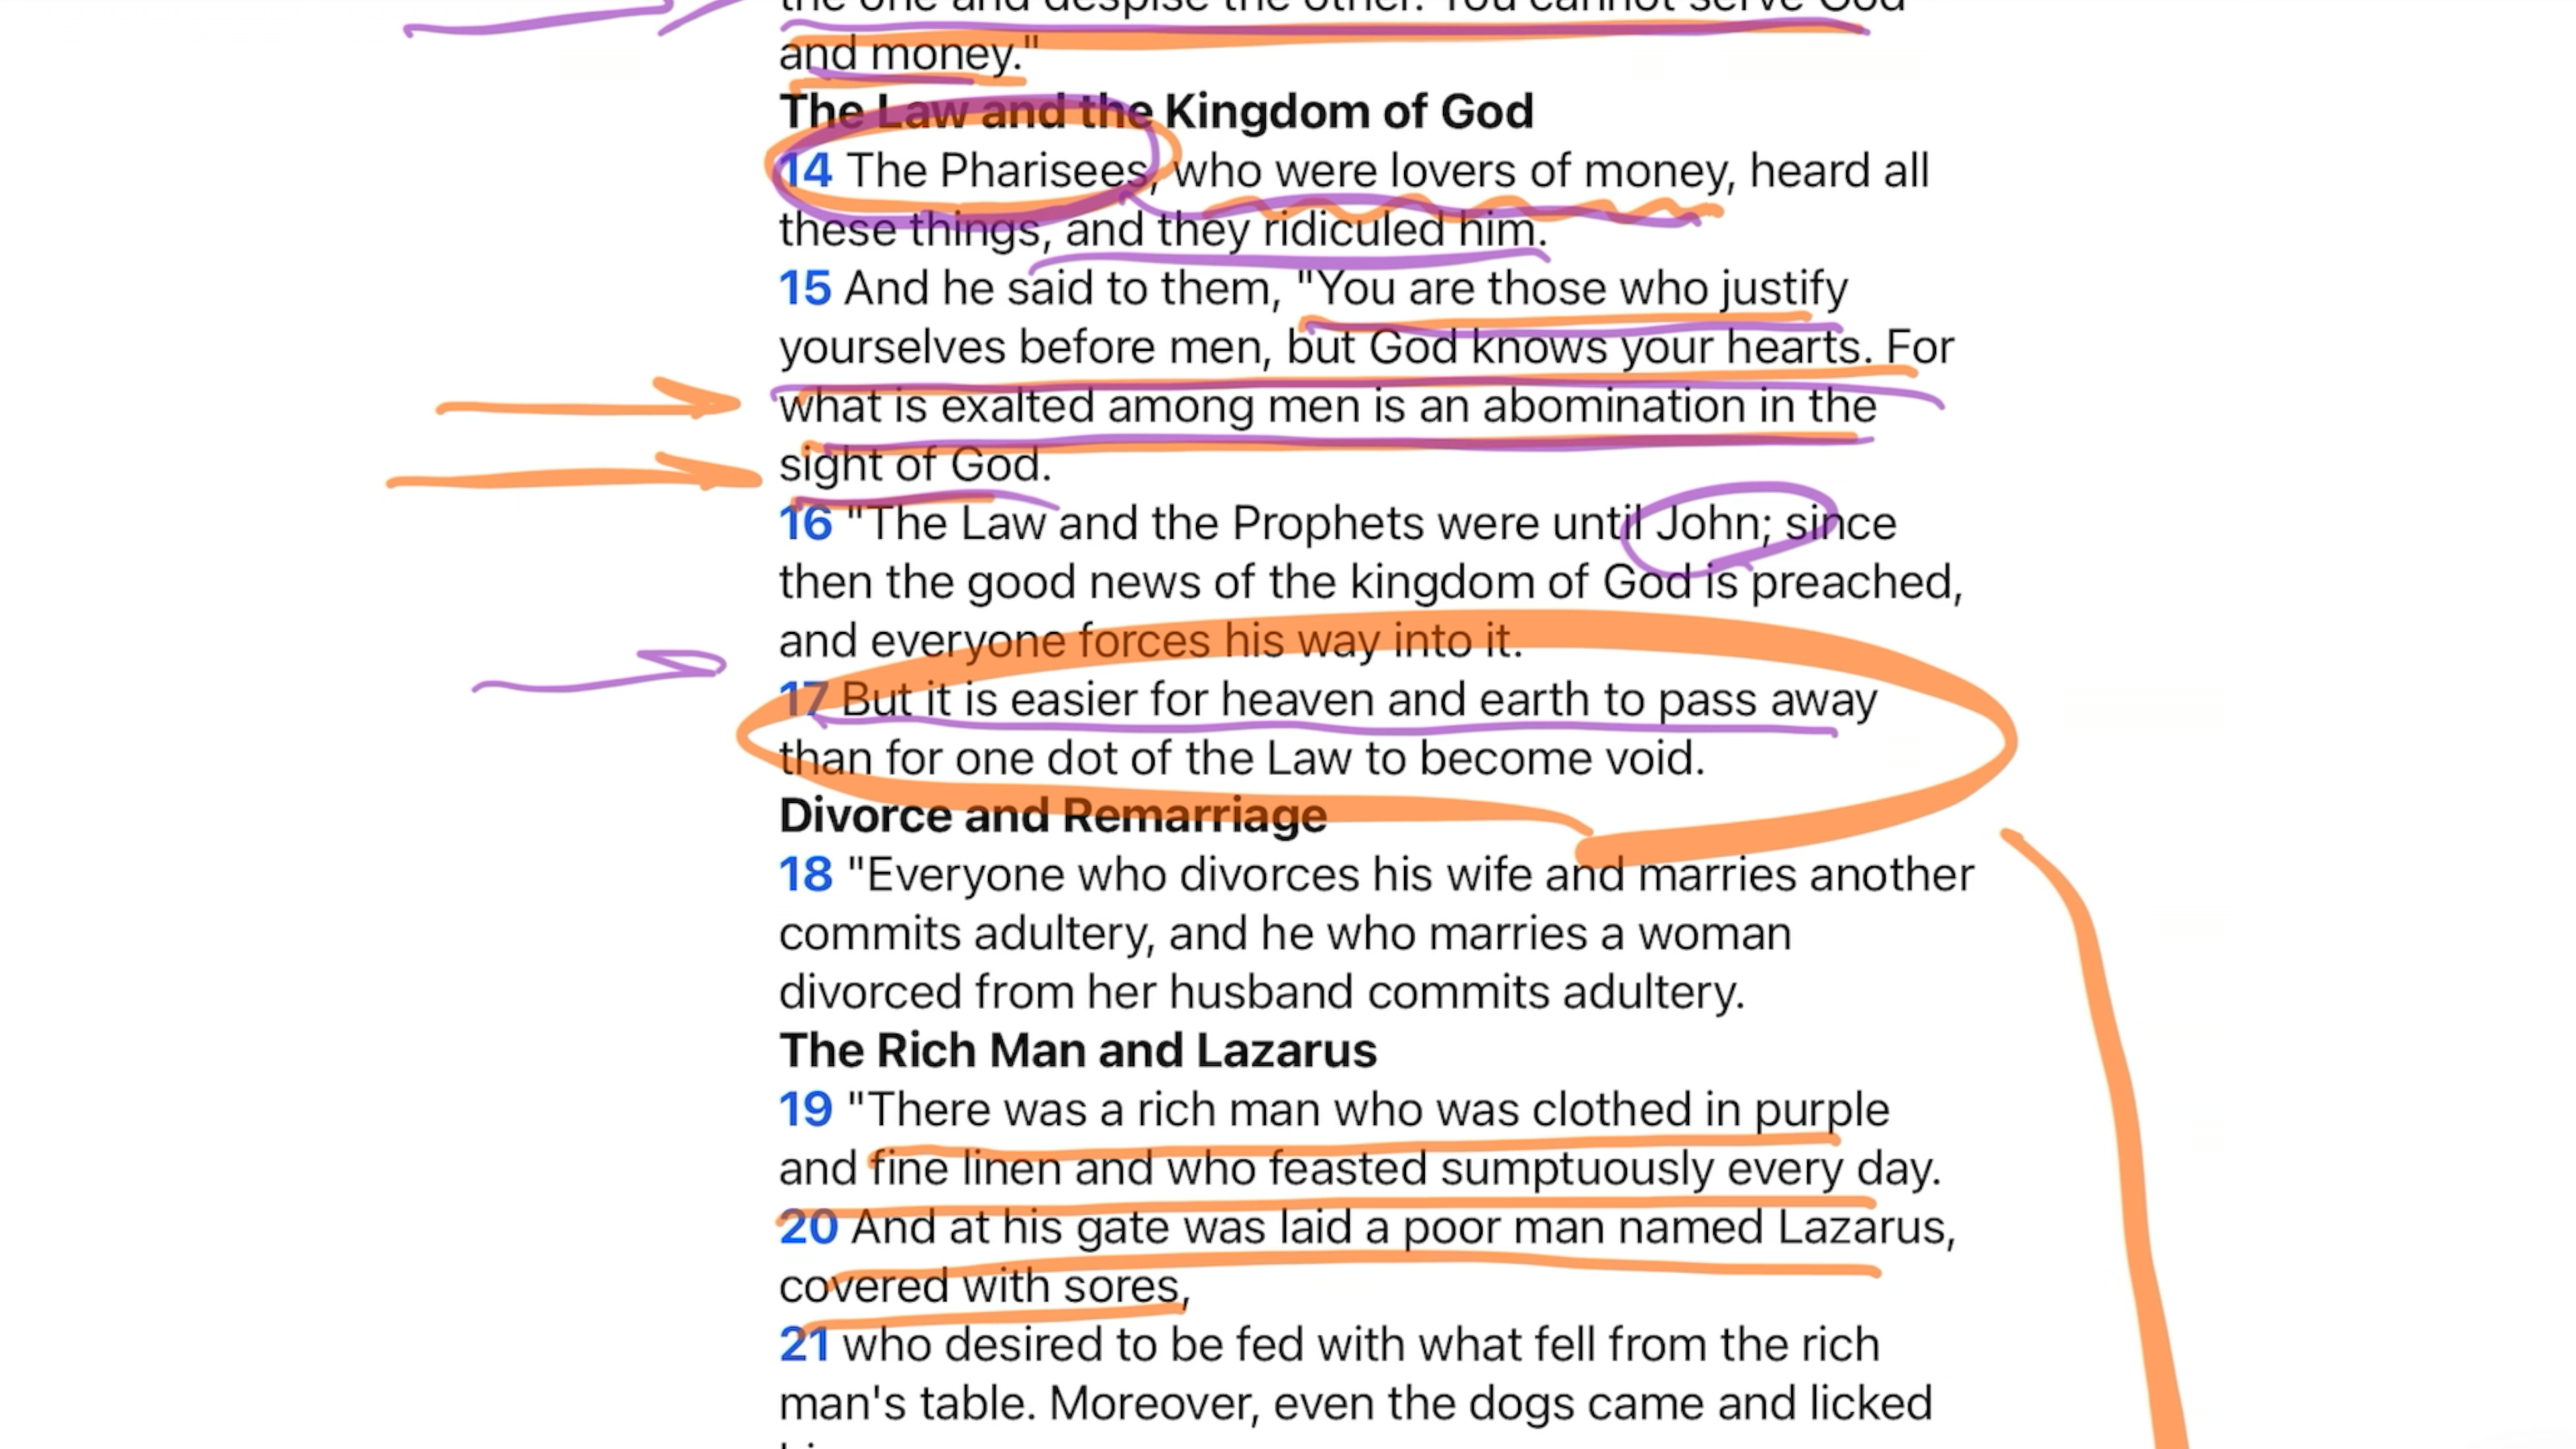 the one and despise the other. You cannot serve God
and money."
The Law and the Kingdom of God
14 The Pharisees, who were lovers of money, heard all
these things, and they ridiculed him.
15 And he said to them, "You are those who justify
yourselves before men, but God knows your hearts. For
what is exalted among men is an abomination in the
sight of God.
16 "The Law and the Prophets were until John; since
then the good news of the kingdom of God is preached,
and everyone forces his way into it.
17 But it is easier for heaven and earth to pass away
than for one dot of the Law to become void.
Divorce and Remarriage
18 "Everyone who divorces his wife and marries another
commits adultery, and he who marries a woman
divorced from her husband commits adultery.
The Rich Man and Lazarus
19 "There was a rich man who was clothed in purple
and fine linen and who feasted sumptuously every day.
20 And at his gate was laid a poor man named Lazarus,
covered with sores,
21 who desired to be fed with what fell from the rich
man's table. Moreover, even the dogs came and licked